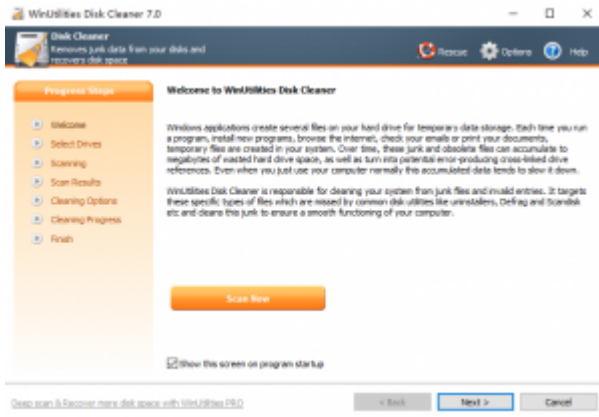 WinUtilities Disk Cleaner 7.0
Disk Cleaner
Removes junk data from your disks and
recovers disk space
Rescue
Options
Help
Progress Steps
Welcome
Select Drives
Scanning
Scan Results
Cleaning Options
Cleaning Progress
Finish
Welcome to WinUtilities Disk Cleaner
Windows applications create several files on your hard drive for temporary data storage. Each time you run
a program, install new programs, browse the internet, check your emails or print your documents,
temporary files are created in your system. Over time, these junk and obsolete files can accumulate to
megabytes of wasted hard drive space, as well as turn into potential error-producing cross-linked drive
references. Even when you just use your computer normally this accumulated data tends to slow it down.
WinUtilities Disk Cleaner is responsible for cleaning your system from junk files and invalid entries. It targets
these specific types of files which are missed by common disk utilities like uninstallers, Defrag and Scandisk
etc and cleans this junk to ensure a smooth functioning of your computer.
Scan Now
Show this screen on program startup
Deep scan & Recover more disk space with WinUtilities PRO
< Back
Next >
Cancel